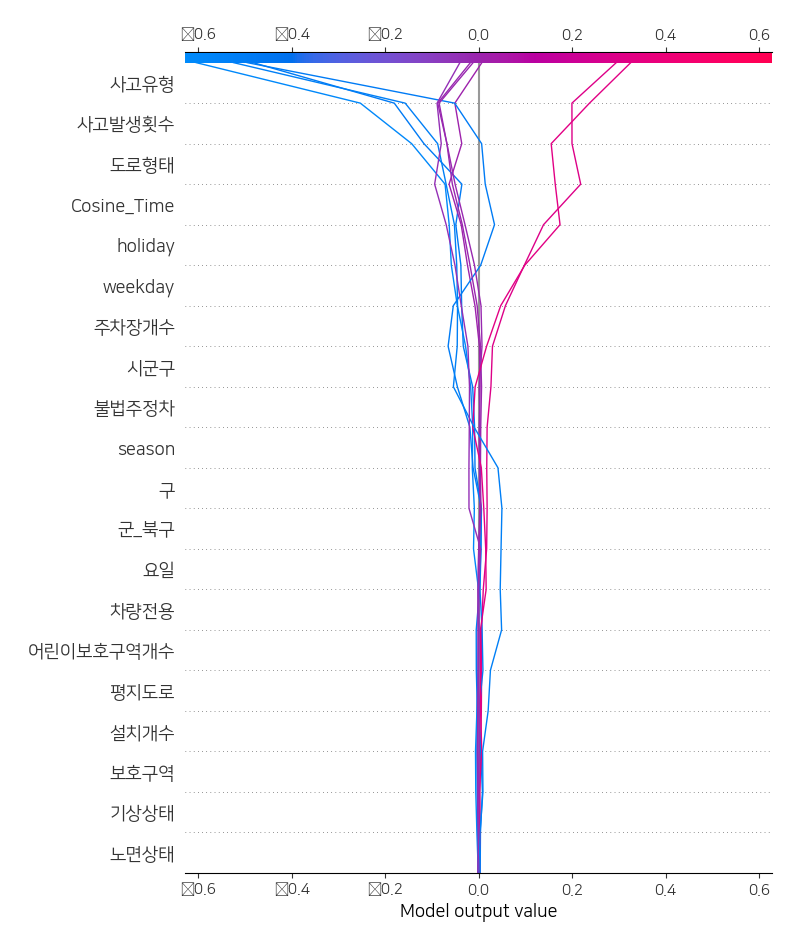 ▯0.6 ▯0.4 ▯0.2 0.0 0.2 0.4 0.6
사고유형
사고발생횟수
도로형태
Cosine_Time
holiday
weekday
주차장개수
시군구
불법주정차
season
구
군_북구
요일
차량전용
어린이보호구역개수
평지도로
설치개수
보호구역
기상상태
노면상태
▯0.6 ▯0.4 ▯0.2 0.0 0.2 0.4 0.6
Model output value